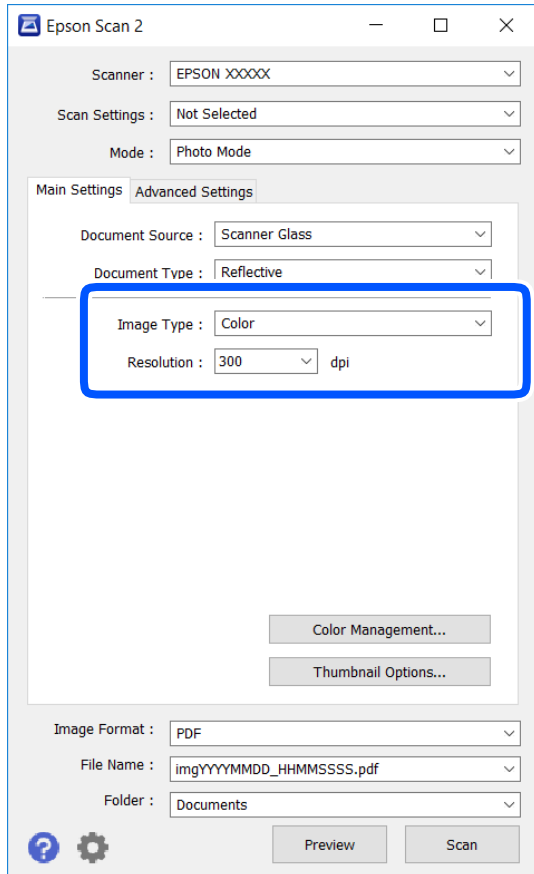 Epson Scan 2
Scanner : EPSON XXXXX
Scan Settings : Not Selected
Mode : Photo Mode
Main Settings Advanced Settings
Document Source : Scanner Glass
Document Type : Reflective
Image Type : Color
Resolution : 300 dpi
Color Management...
Thumbnail Options...
Image Format : PDF
File Name : imgYYYYMMDD_HHMMSSSS.pdf
Folder : Documents
? Preview Scan